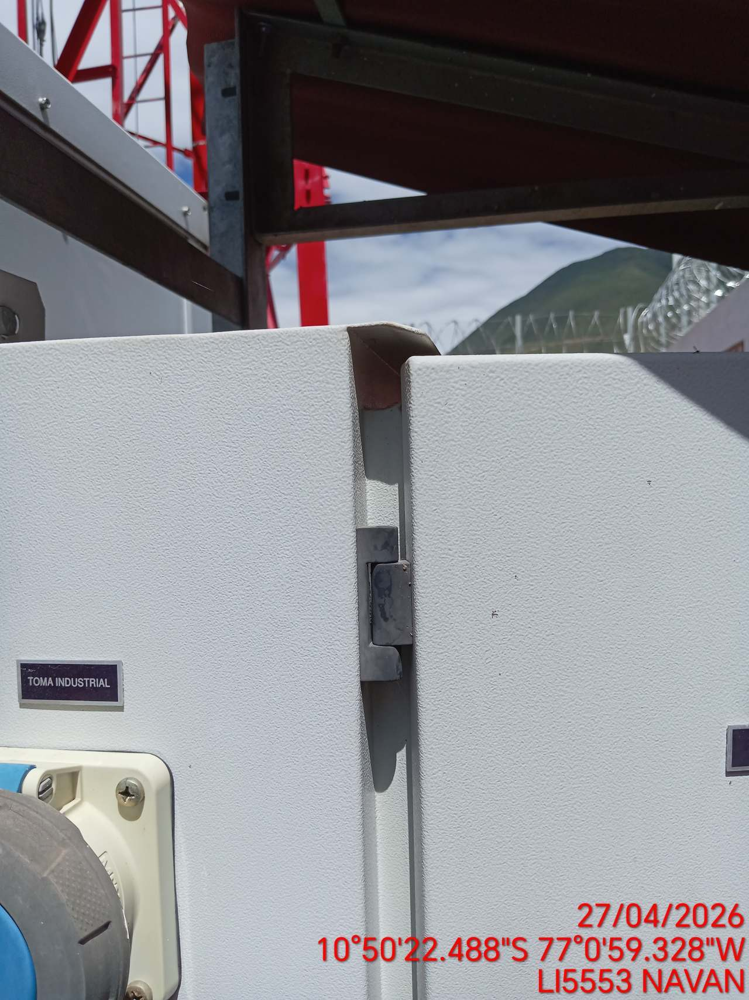 TOMA INDUSTRIAL
27/04/2026
10°50'22.488"S 77°0'59.328"W
LI5553 NAVAN